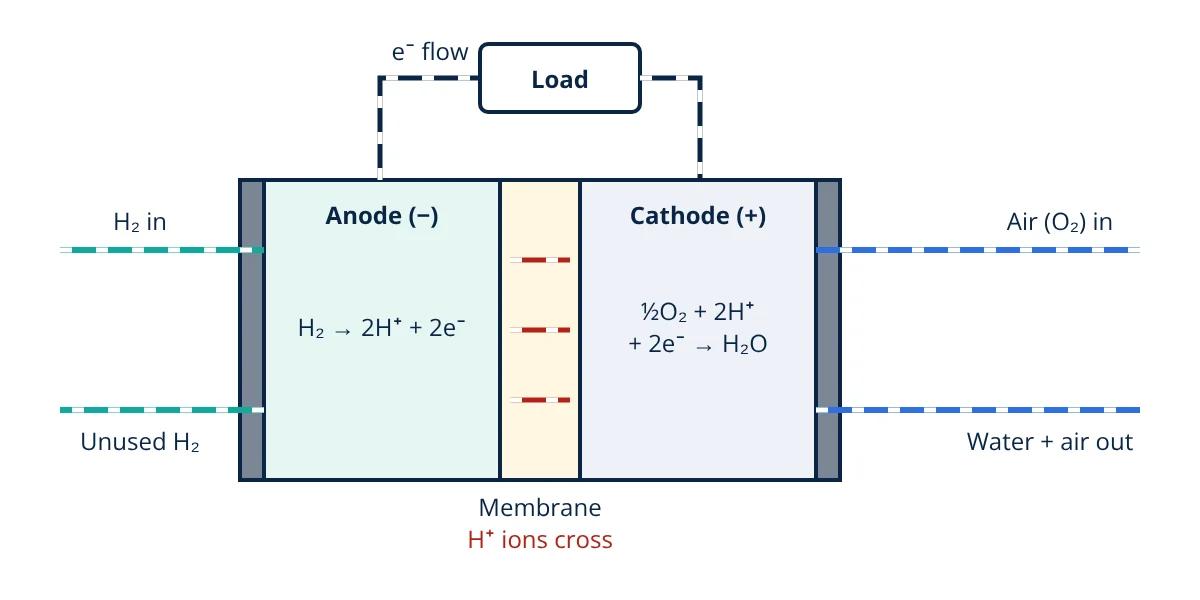 e⁻ flow
Load
Anode (−)
Cathode (+)
H₂ in
Air (O₂) in
H₂ → 2H⁺ + 2e⁻
½O₂ + 2H⁺
+ 2e⁻ → H₂O
Unused H₂
Water + air out
Membrane
H⁺ ions cross